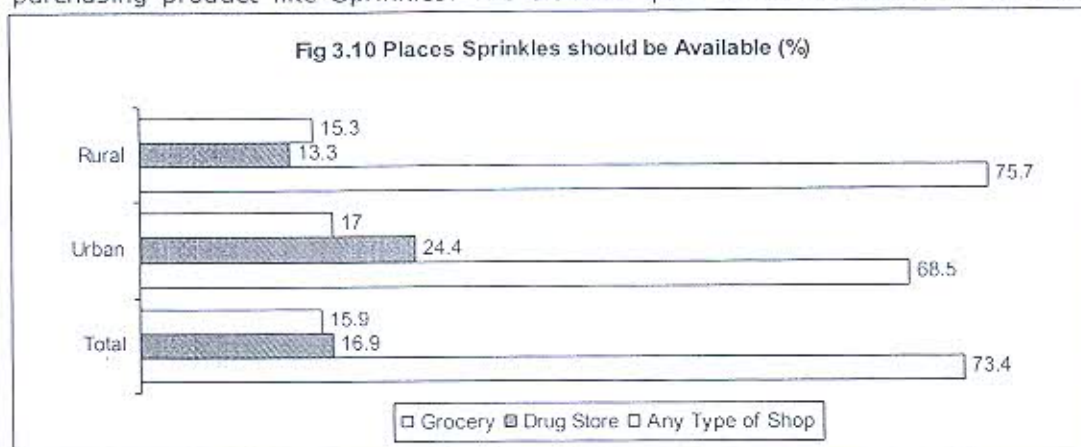 purchasing product like Sprinkles.
Fig 3.10 Places Sprinkles should be Available (%)
15.3
Rural
13.3
75.7
17
Urban
24.4
68.5
15.9
Total
16.9
73.4
Grocery Drug Store Any Type of Shop